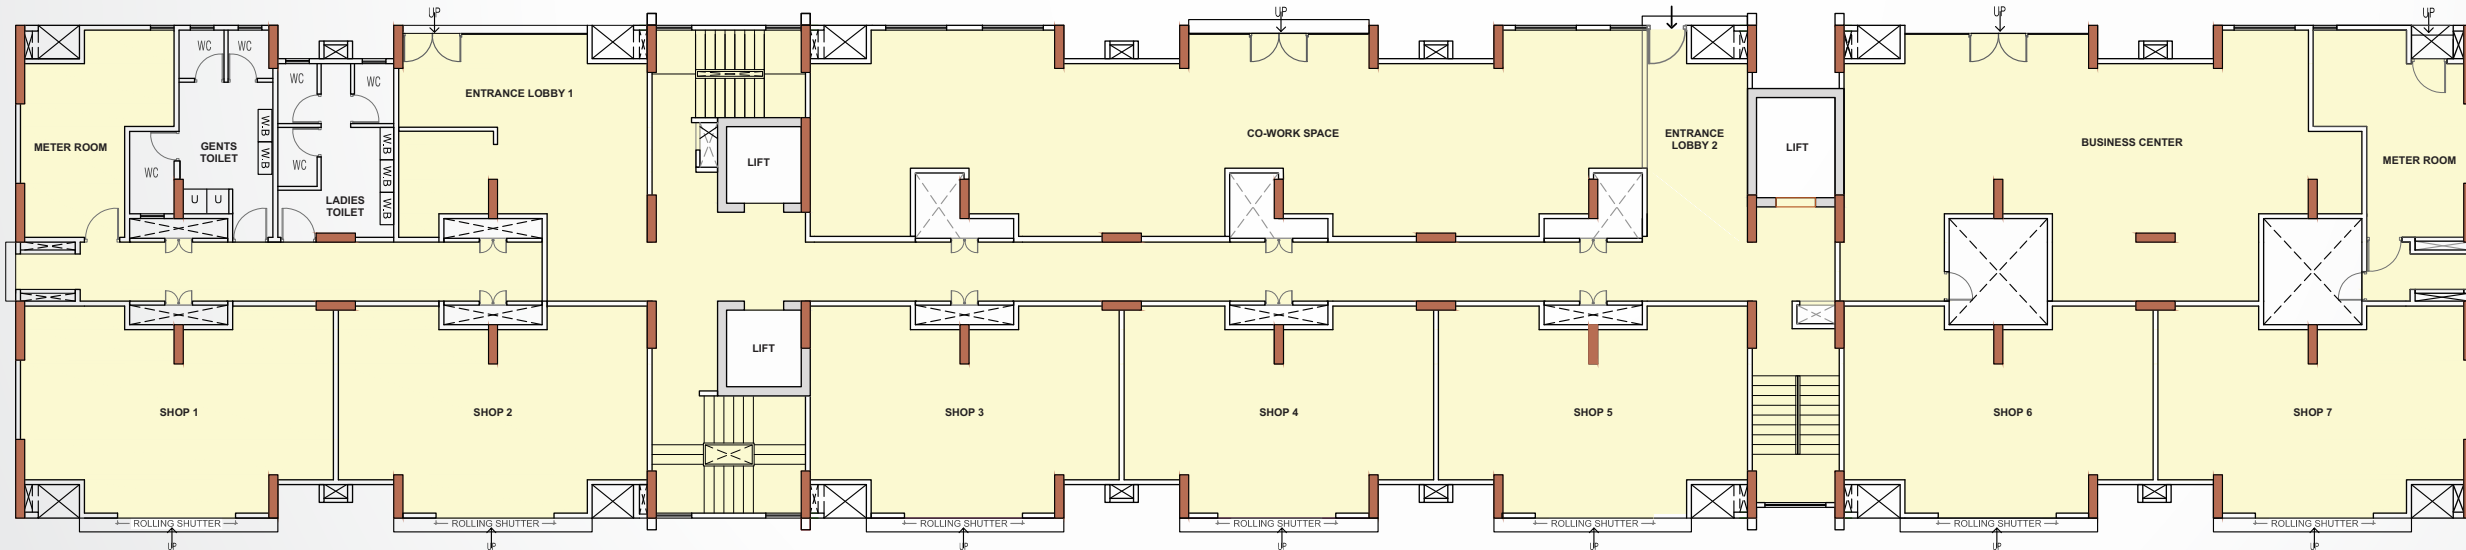 UP
UP
UP
UP
WC
WC
WC
WC
ENTRANCE LOBBY 1
W.B
W.B
W.B
W.B
W.B
METER ROOM
GENTS
TOILET
WC
WC
LADIES
TOILET
U
U
LIFT
CO-WORK SPACE
ENTRANCE
LOBBY 2
LIFT
BUSINESS CENTER
METER ROOM
LIFT
SHOP 1
SHOP 2
SHOP 3
SHOP 4
SHOP 5
SHOP 6
SHOP 7
ROLLING SHUTTER
ROLLING SHUTTER
ROLLING SHUTTER
ROLLING SHUTTER
ROLLING SHUTTER
ROLLING SHUTTER
ROLLING SHUTTER
UP
UP
UP
UP
UP
UP
UP